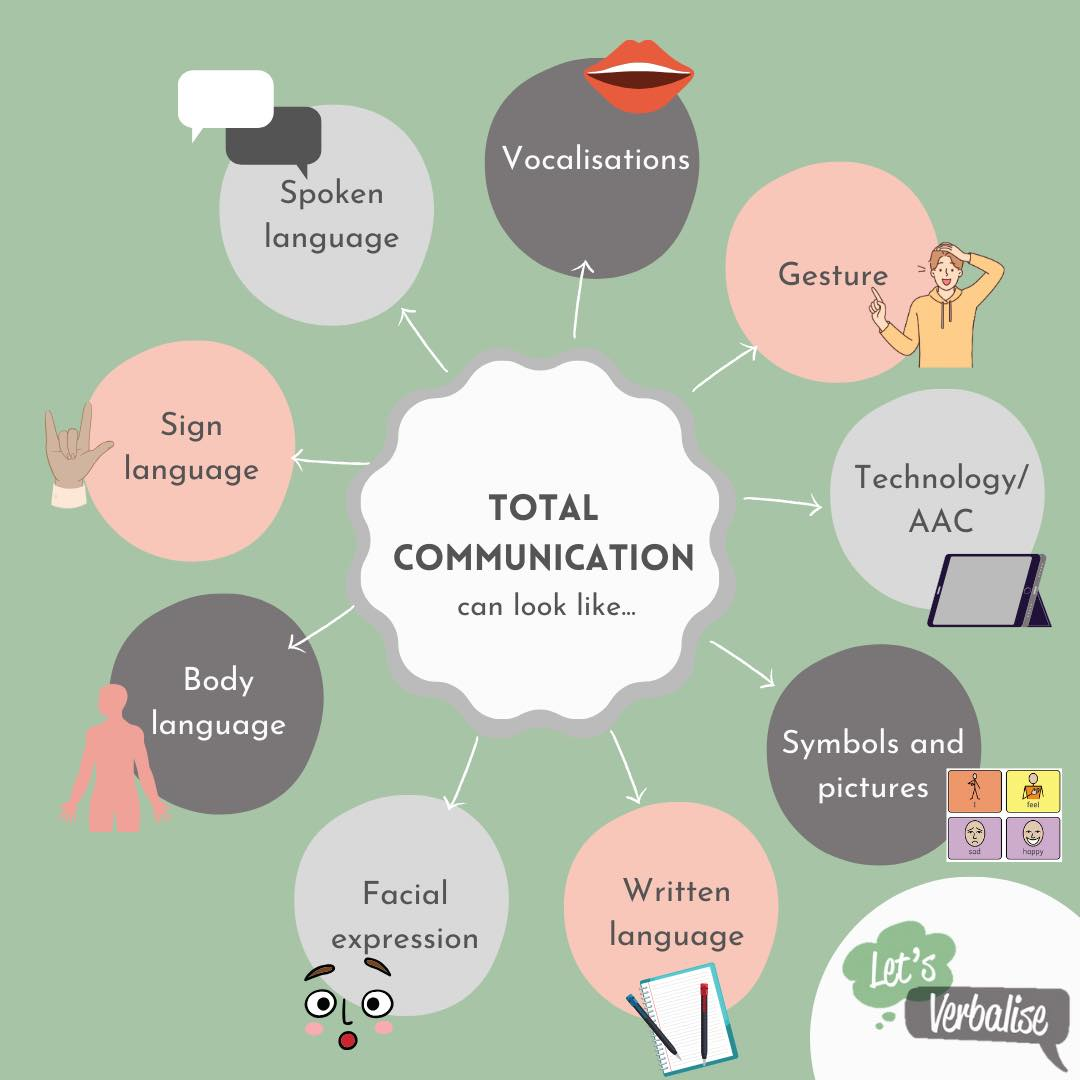 TOTAL
COMMUNICATION
can look like...
Vocalisations
Gesture
Technology/
AAC
Symbols and
pictures
I
feel
sad
happy
Written
language
Facial
expression
Body
language
Sign
language
Spoken
language
Let's
Verbalise